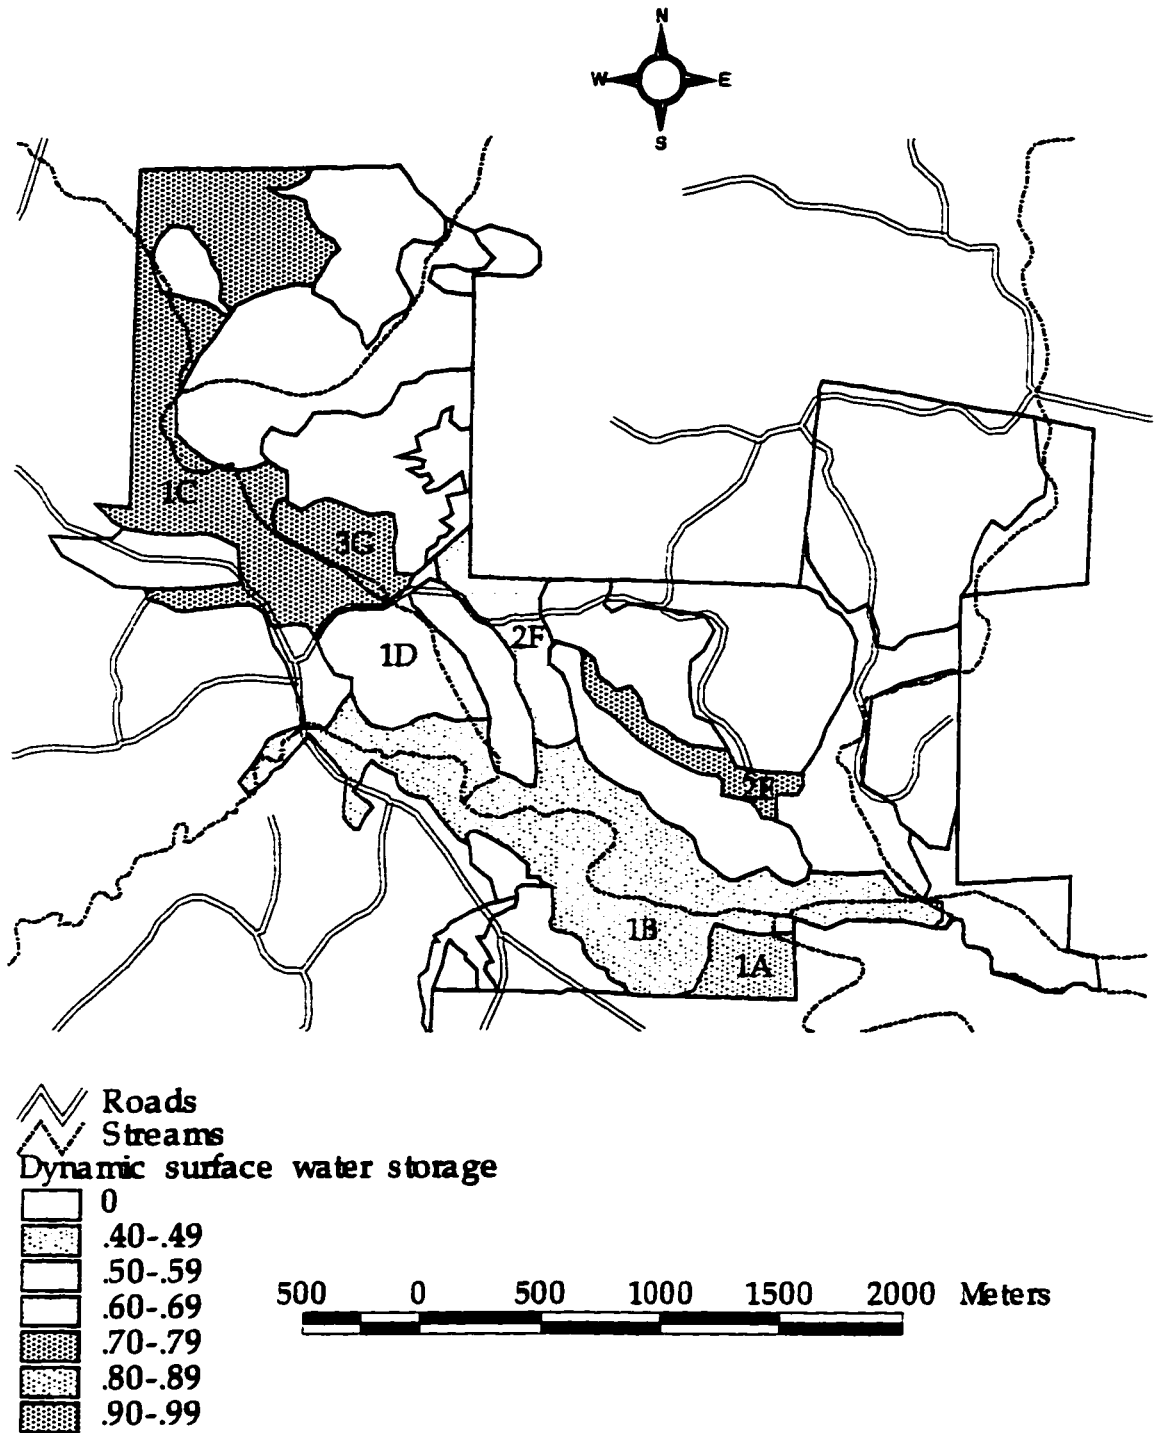 N
W E
S
1C
3G
2F
1D
2E
1B
1A
Roads
Streams
Dynamic surface water storage
0
.40-.49
.50-.59
.60-.69
.70-.79
.80-.89
.90-.99
500 0 500 1000 1500 2000 Meters